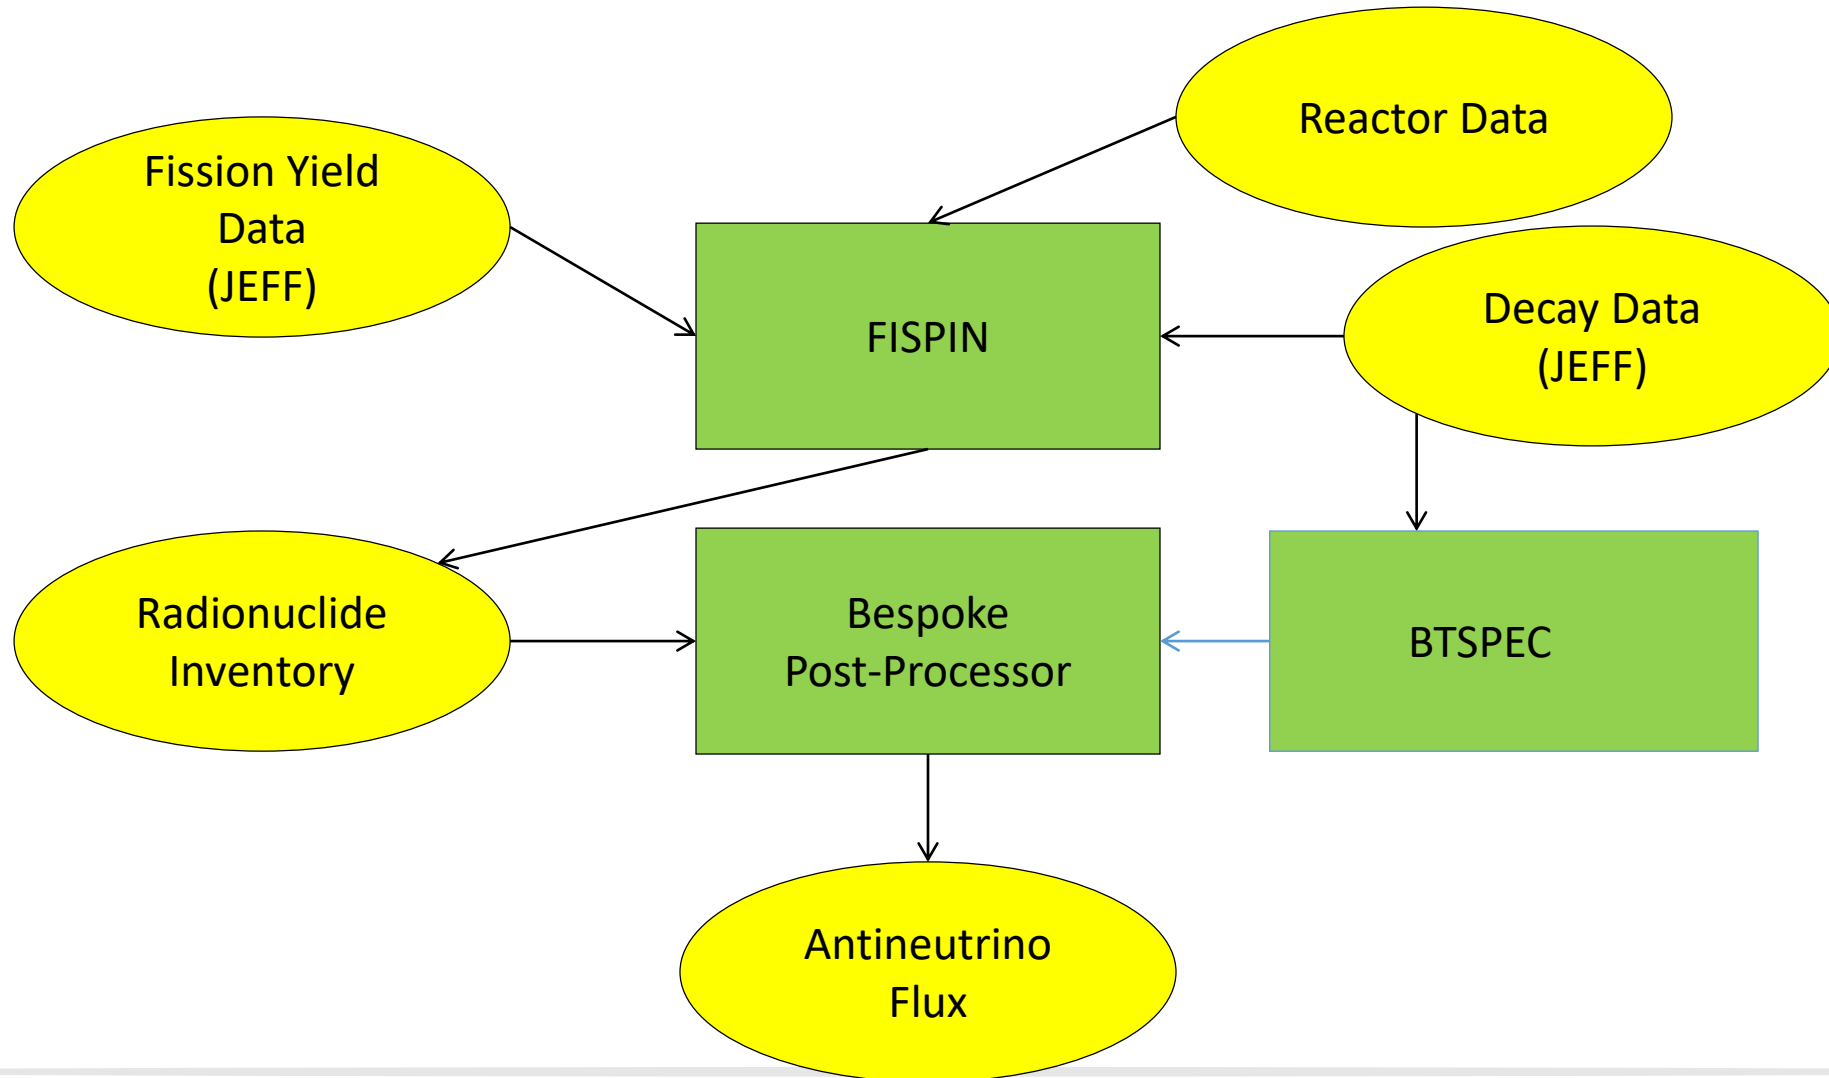 Reactor Data
Fission Yield
Data
(JEFF)
Decay Data
(JEFF)
FISPIN
Radionuclide
Inventory
Bespoke
Post-Processor
BTSPEC
Antineutrino
Flux